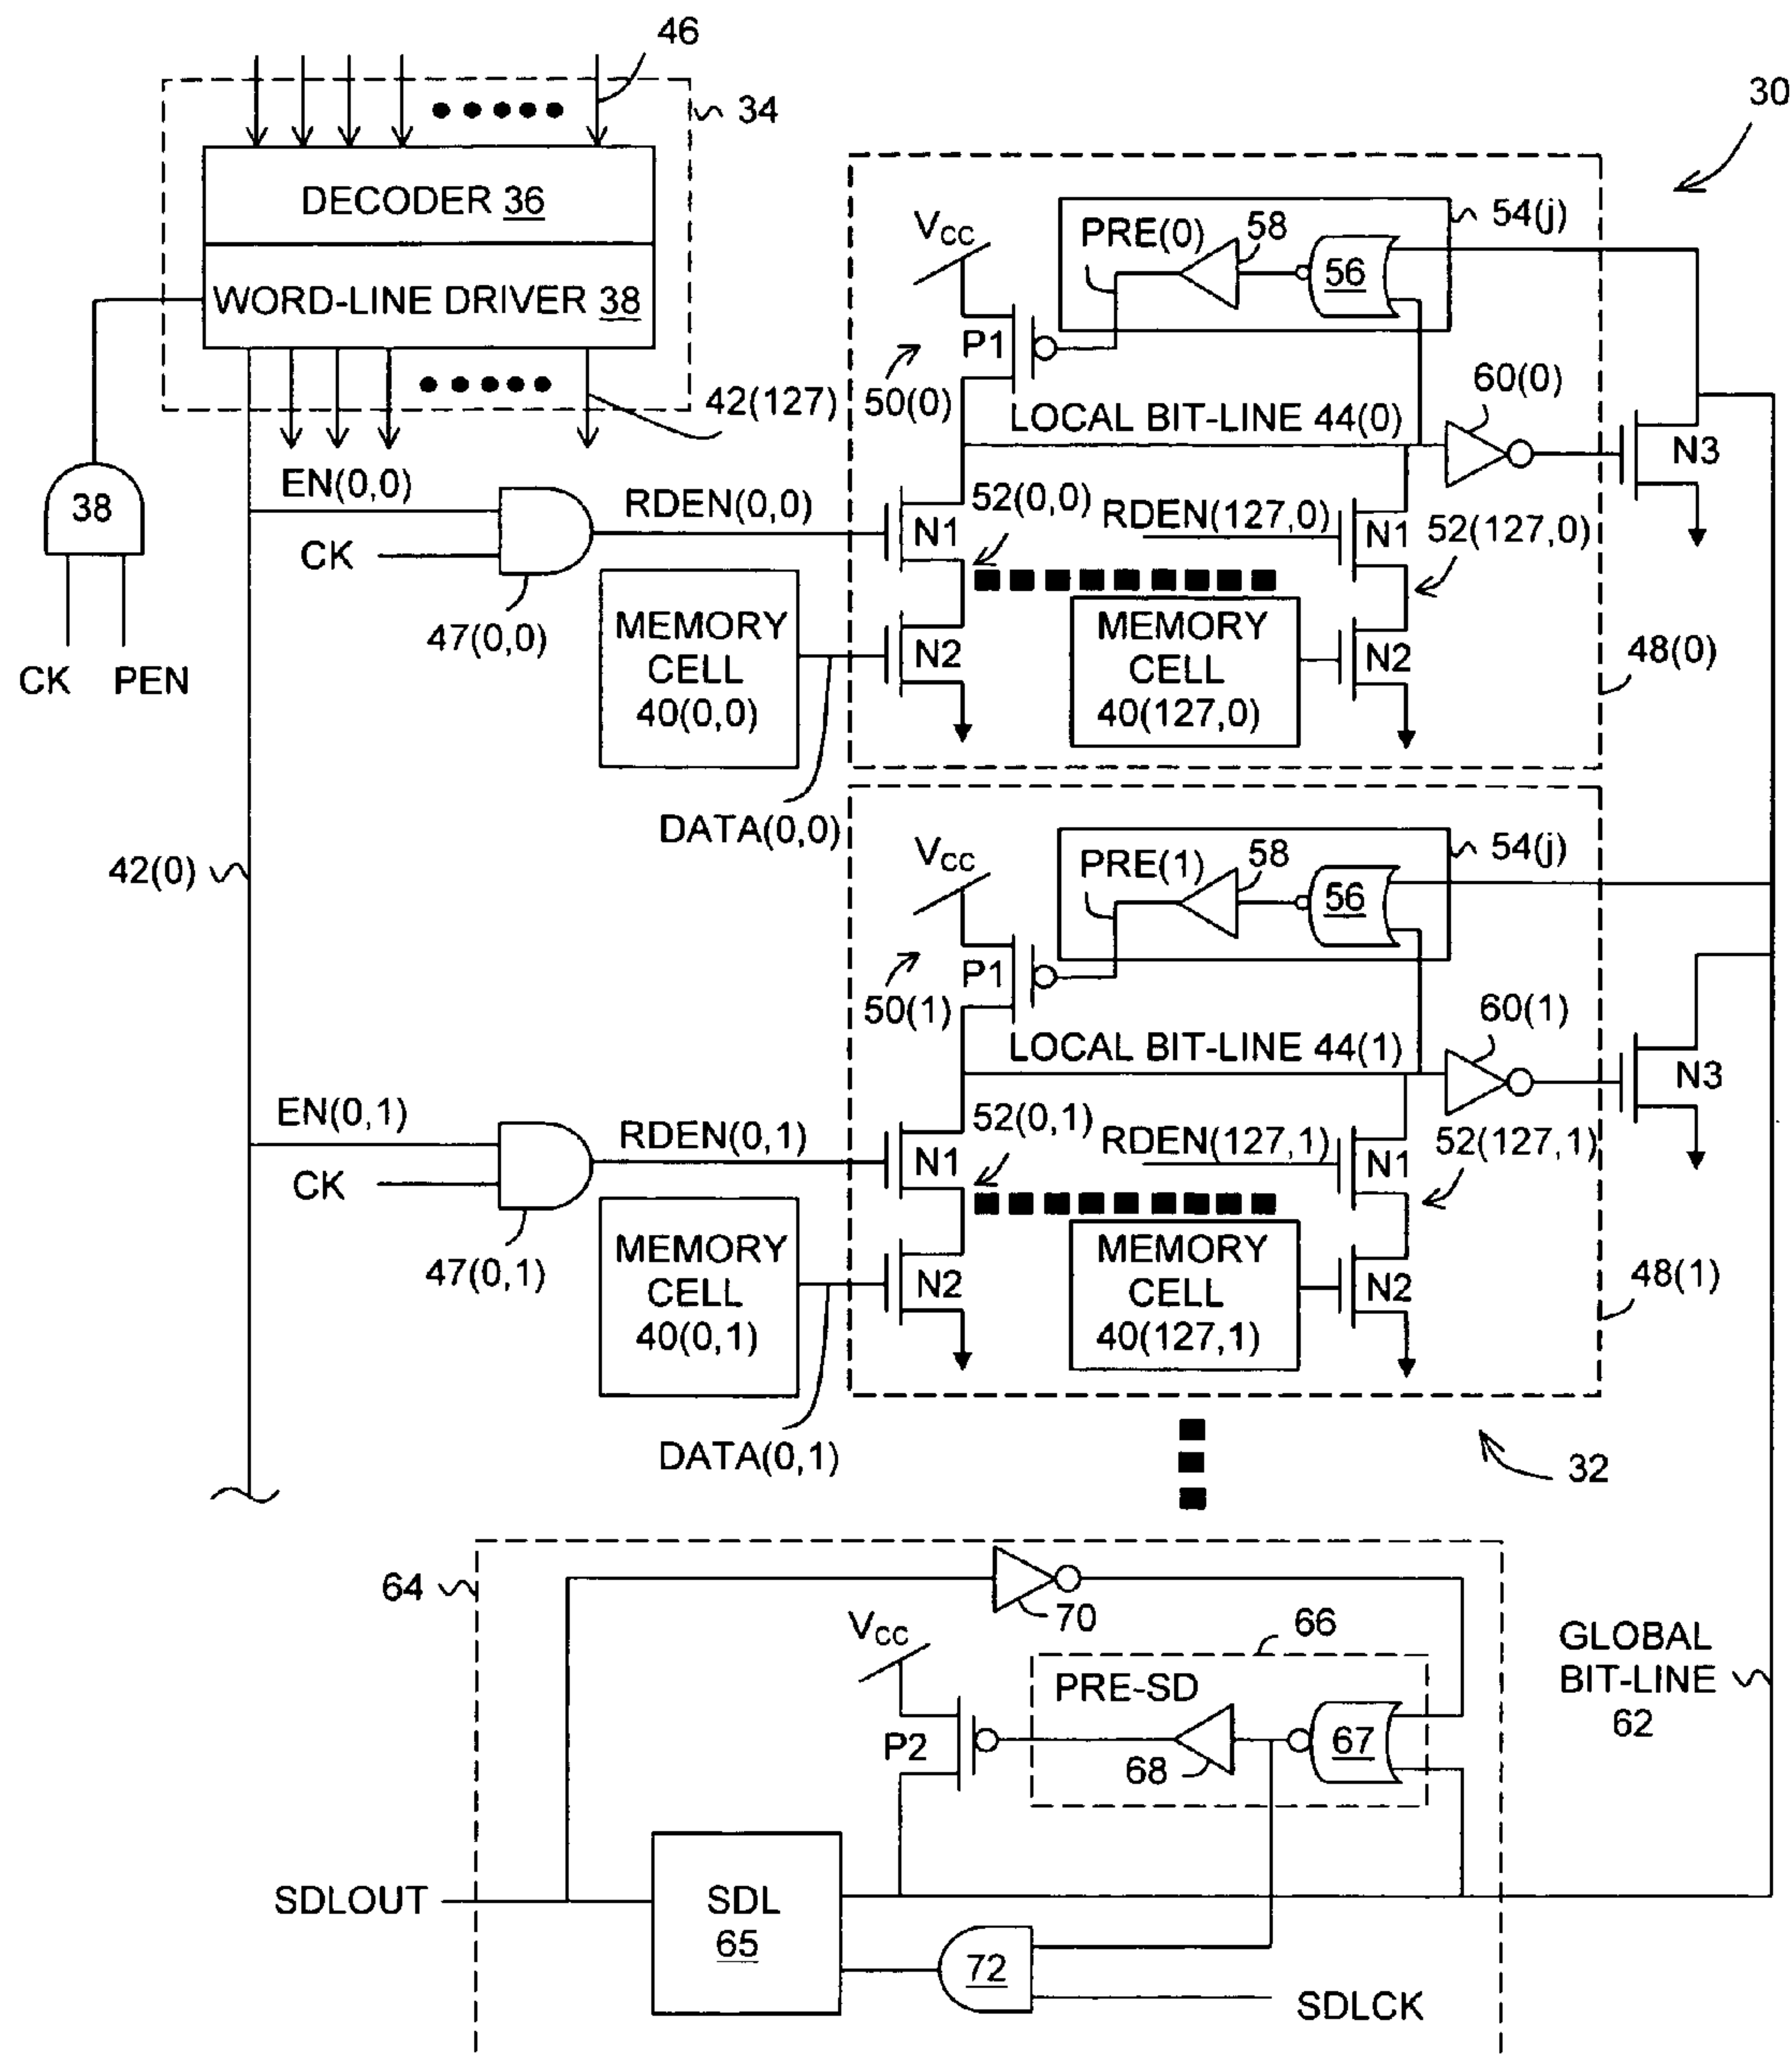 46
34
30
DECODER 36
WORD-LINE DRIVER 38
42(127)
EN(0,0)
38
CK
PEN
CK
47(0,0)
RDEN(0,0)
MEMORY
CELL
40(0,0)
DATA(0,0)
VCC
PRE(0)
58
56
54(j)
P1
50(0)
LOCAL BIT-LINE 44(0)
60(0)
N3
N1
52(0,0)
RDEN(127,0)
N1
52(127,0)
N2
MEMORY
CELL
40(127,0)
N2
48(0)
42(0)
VCC
PRE(1)
58
56
54(j)
P1
50(1)
LOCAL BIT-LINE 44(1)
60(1)
N3
EN(0,1)
CK
47(0,1)
RDEN(0,1)
N1
52(0,1)
RDEN(127,1)
N1
52(127,1)
MEMORY
CELL
40(0,1)
N2
MEMORY
CELL
40(127,1)
N2
48(1)
DATA(0,1)
32
64
70
VCC
66
PRE-SD
P2
68
67
GLOBAL
BIT-LINE
62
SDLOUT
SDL
65
72
SDLCK